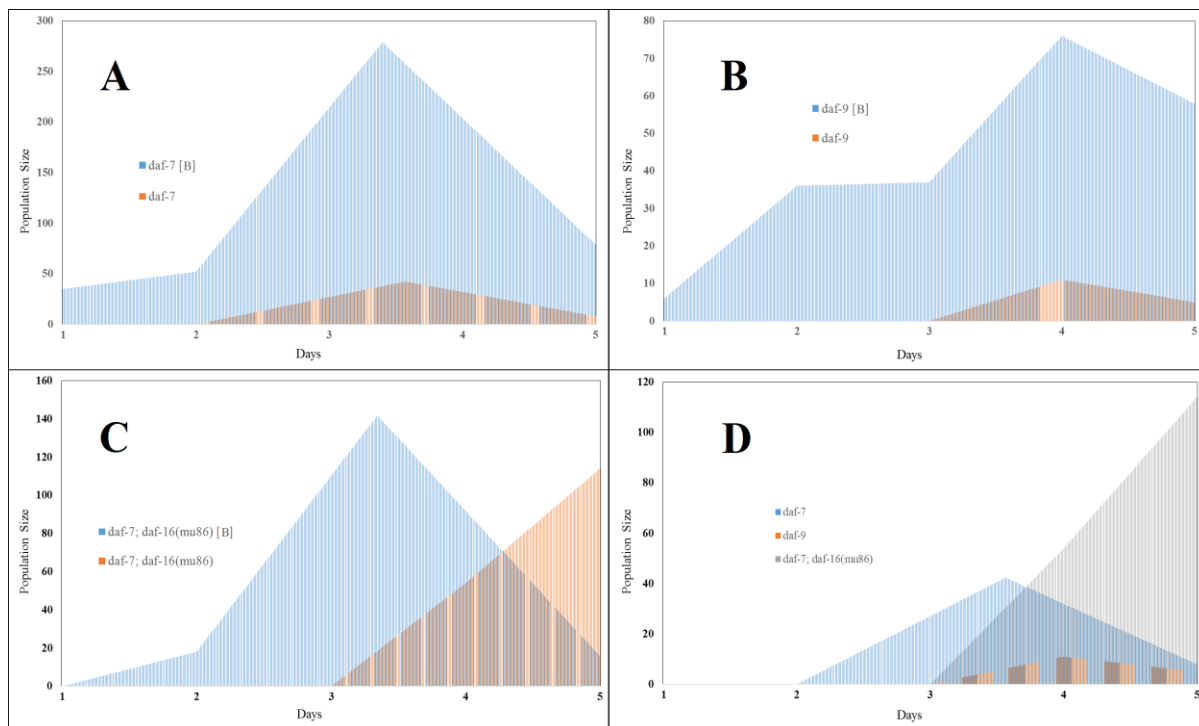 A
300
250
200
150
100
50
0
Population Size
daf-7 [B]
daf-7
1 2 3 4 5
Days
B
80
70
60
50
40
30
20
10
0
Population Size
daf-9 [B]
daf-9
1 2 3 4 5
Days
C
160
140
120
100
80
60
40
20
0
Population Size
daf-7; daf-16(mu86) [B]
daf-7; daf-16(mu86)
1 2 3 4 5
Days
D
120
100
80
60
40
20
0
Population Size
daf-7
daf-9
daf-7; daf-16(mu86)
1 2 3 4 5
Days